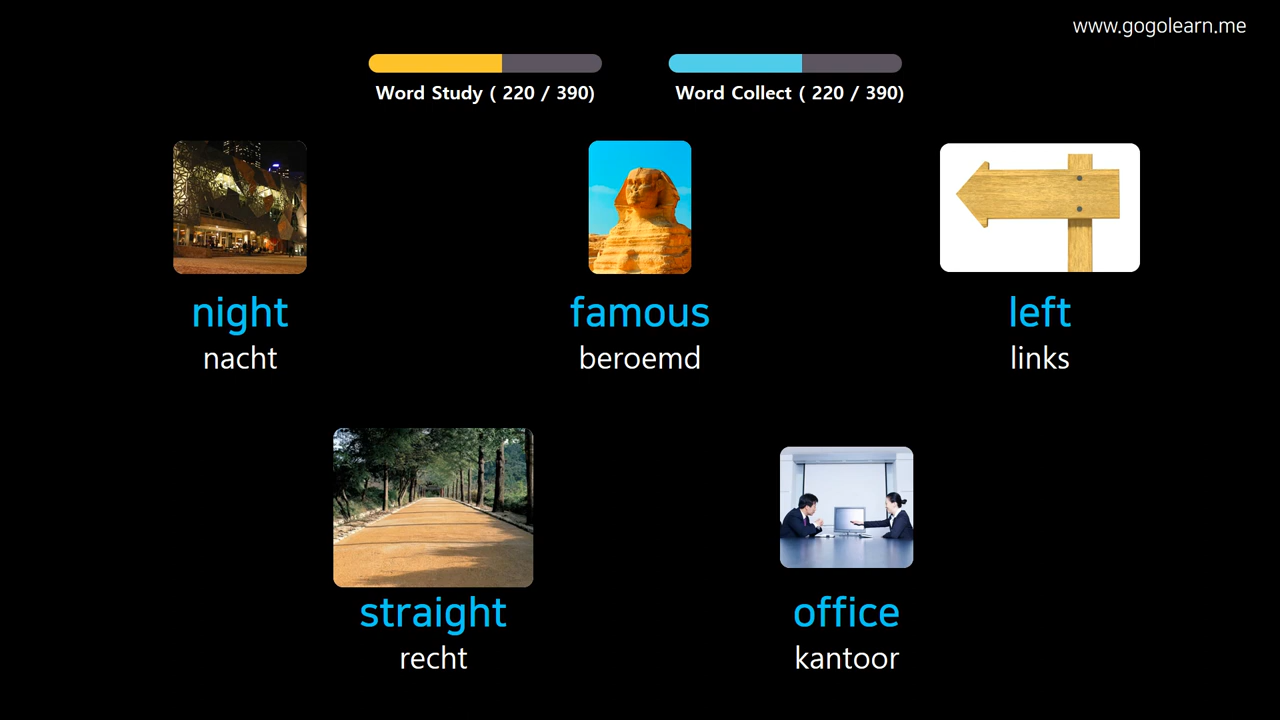 www.gogolearn.me
Word Study ( 220 / 390)
Word Collect ( 220 / 390)
night
nacht
famous
beroemd
left
links
straight
recht
office
kantoor